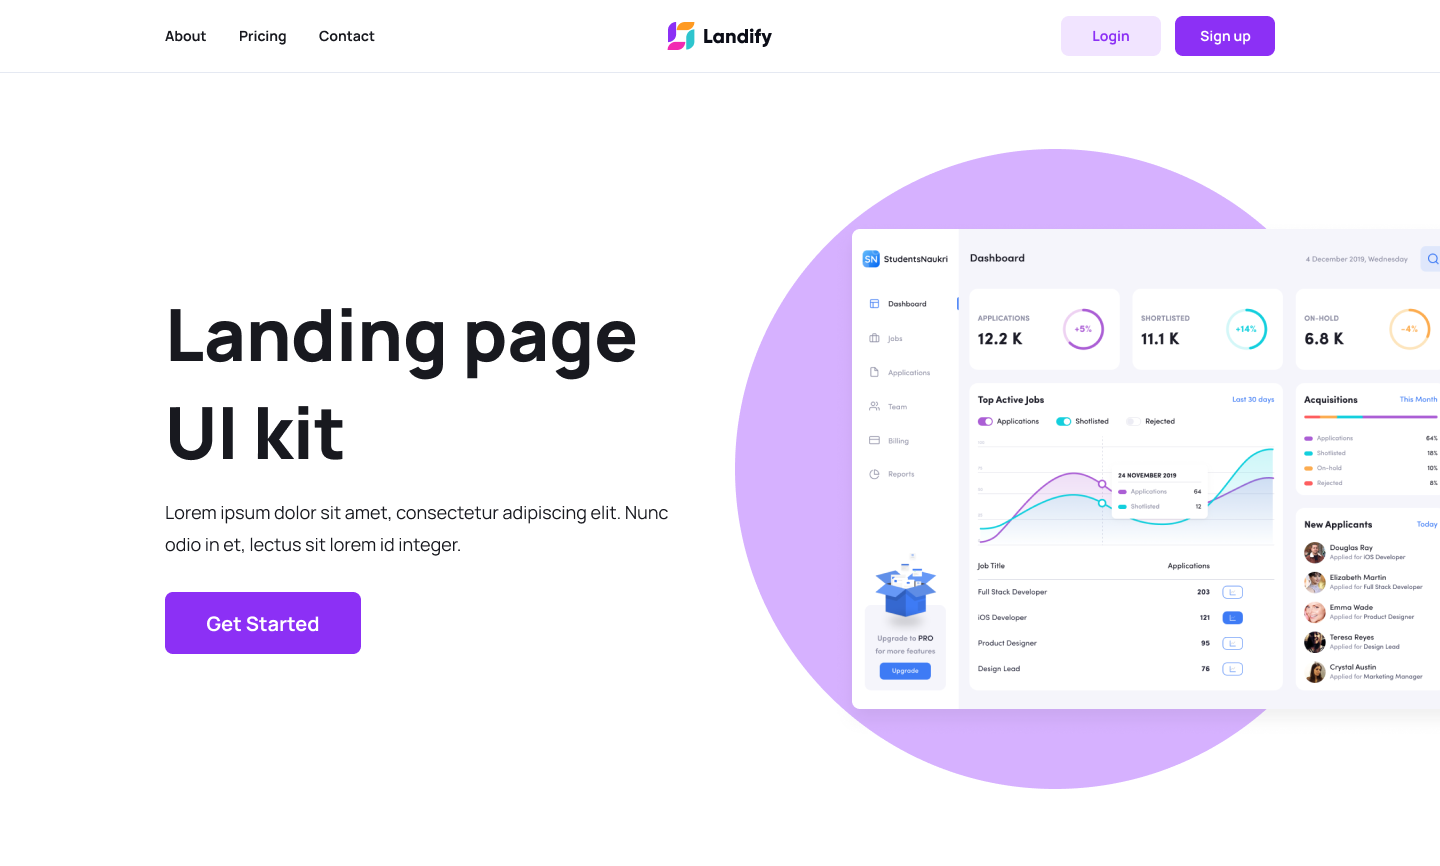 About Pricing Contact
Landify
Login Sign up
Landing page
UI kit
Lorem ipsum dolor sit amet, consectetur adipiscing elit. Nunc
odio in et, lectus sit lorem id integer.
Get Started
SN StudentsNaukri
Dashboard
Jobs
Applications
Team
Billing
Reports
Upgrade to PRO
for more features
Upgrade
Dashboard
4 December 2019, Wednesday
APPLICATIONS
12.2 K
+5%
SHORTLISTED
11.1 K
+14%
ON-HOLD
6.8 K
-4%
Top Active Jobs
Last 30 days
Applications Shotlisted Rejected
24 NOVEMBER 2019
Applications 64
Shotlisted 12
Job Title Applications
Full Stack Developer 203
iOS Developer 121
Product Designer 95
Design Lead 76
Acquisitions
This Month
Applications 64%
Shotlisted 18%
On-hold 10%
Rejected 8%
New Applicants
Today
Douglas Ray
Applied for iOS Developer
Elizabeth Martin
Applied for Full Stack Developer
Emma Wade
Applied for Product Designer
Teresa Reyes
Applied for Design Lead
Crystal Austin
Applied for Marketing Manager